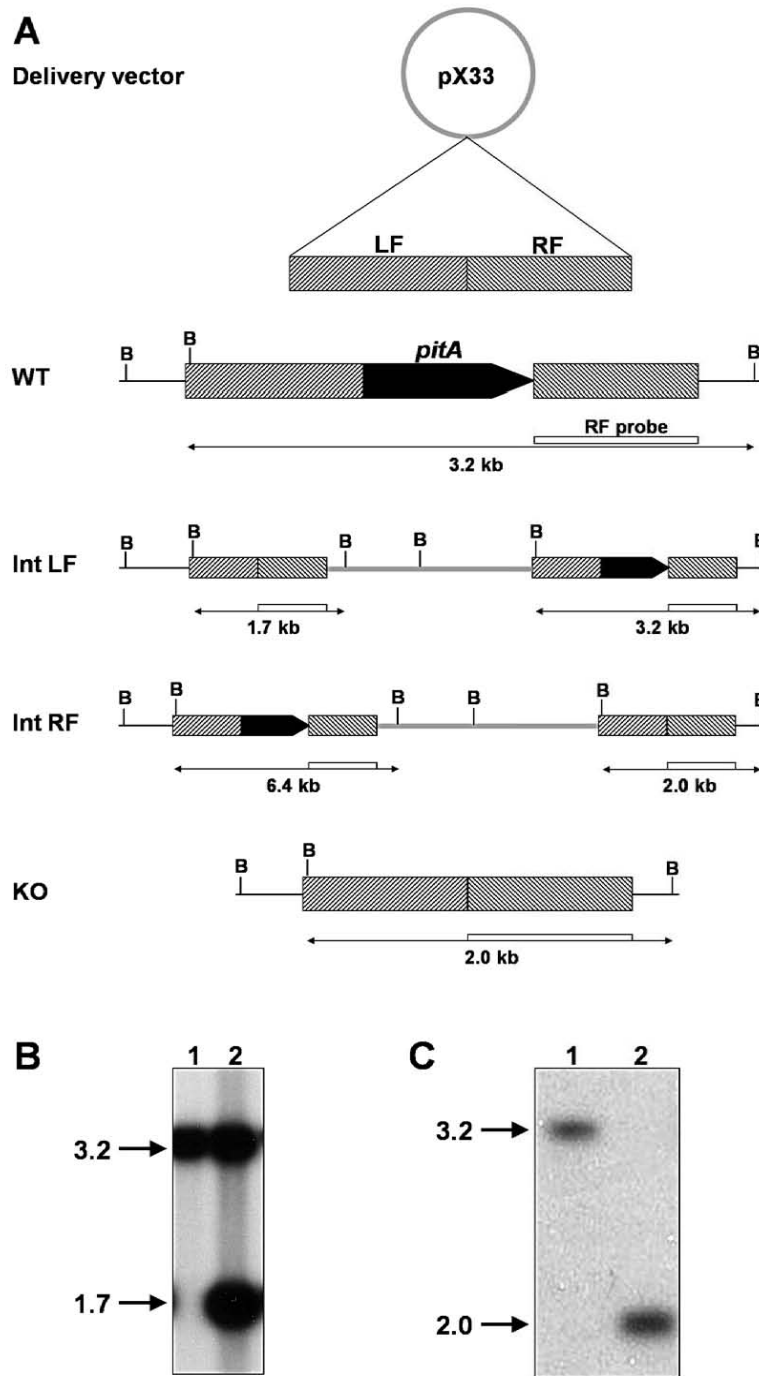 A
Delivery vector
pX33
LF RF
B B pitA B
WT
RF probe
3.2 kb
B B B B B B
Int LF
1.7 kb 3.2 kb
B B B B B B
Int RF
6.4 kb 2.0 kb
B B B
KO
2.0 kb
B 1 2
3.2
1.7
C 1 2
3.2
2.0